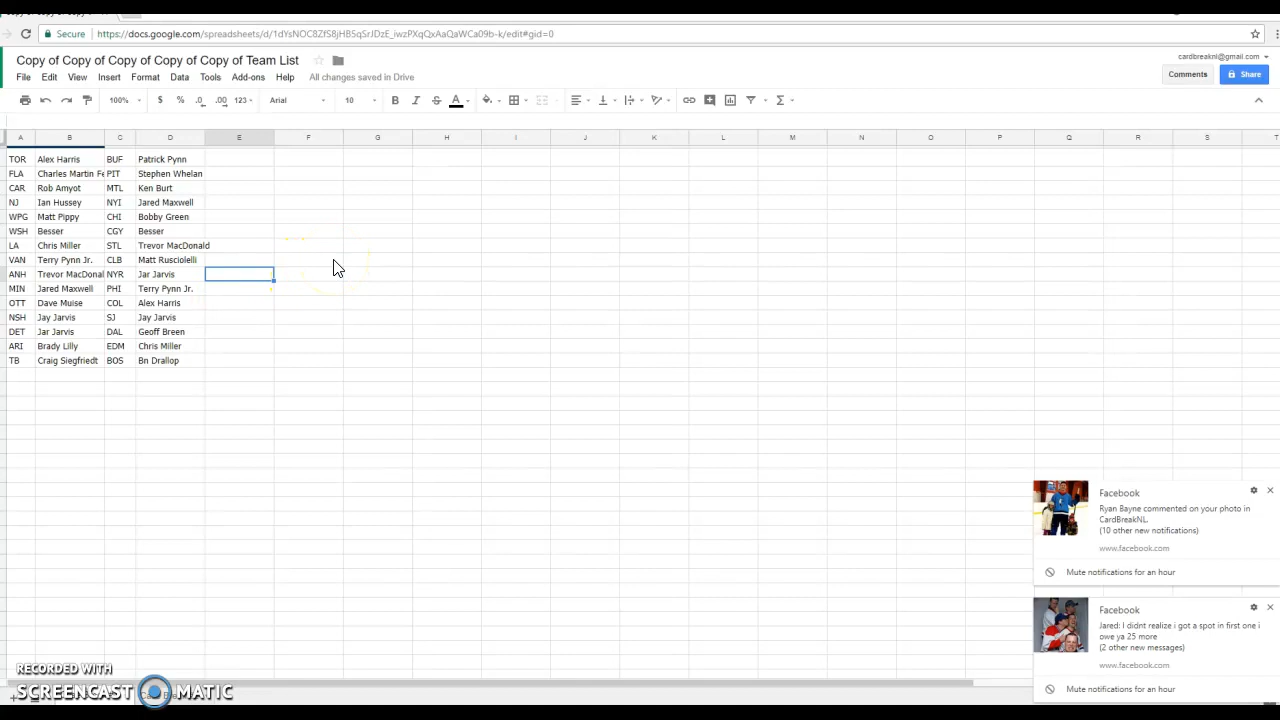 Secure https://docs.google.com/spreadsheets/d/1dYsNOC8ZfS8jHB5qSrJDzE_iwzPXqQxAaQaWCa09b-k/edit#gid=0
Copy of Copy of Copy of Copy of Copy of Team List
cardbreaknl@gmail.com
File Edit View Insert Format Data Tools Add-ons Help All changes saved in Drive
Comments Share
100% $ % .0 .00 123 Arial 10 B I S A
A B C D E F G H I J K L M N O P Q R S T
TOR Alex Harris BUF Patrick Pynn
FLA Charles Martin Fe PIT Stephen Whelan
CAR Rob Amyot MTL Ken Burt
NJ Ian Hussey NYI Jared Maxwell
WPG Matt Pippy CHI Bobby Green
WSH Besser CGY Besser
LA Chris Miller STL Trevor MacDonald
VAN Terry Pynn Jr. CLB Matt Rusciolelli
ANH Trevor MacDonal NYR Jar Jarvis
MIN Jared Maxwell PHI Terry Pynn Jr.
OTT Dave Muise COL Alex Harris
NSH Jay Jarvis SJ Jay Jarvis
DET Jar Jarvis DAL Geoff Breen
ARI Brady Lilly EDM Chris Miller
TB Craig Siegfriedt BOS Bn Drallop
Facebook
Ryan Bayne commented on your photo in
CardBreakNL.
(10 other new notifications)
www.facebook.com
Mute notifications for an hour
Facebook
Jared: I didnt realize i got a spot in first one i
owe ya 25 more
(2 other new messages)
www.facebook.com
Mute notifications for an hour
RECORDED WITH
SCREENCAST MATIC